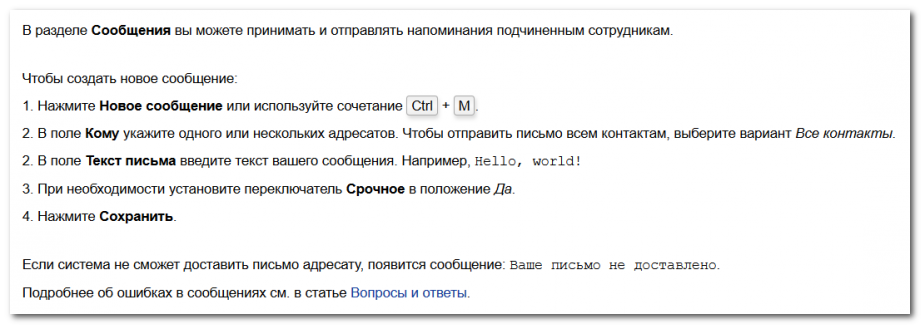 В разделе Сообщения вы можете принимать и отправлять напоминания подчиненным сотрудникам.
Чтобы создать новое сообщение:
1. Нажмите Новое сообщение или используйте сочетание Ctrl + M.
2. В поле Кому укажите одного или нескольких адресатов. Чтобы отправить письмо всем контактам, выберите вариант Все контакты.
2. В поле Текст письма введите текст вашего сообщения. Например, Hello, world!
3. При необходимости установите переключатель Срочное в положение Да.
4. Нажмите Сохранить.
Если система не сможет доставить письмо адресату, появится сообщение: Ваше письмо не доставлено.
Подробнее об ошибках в сообщениях см. в статье Вопросы и ответы.